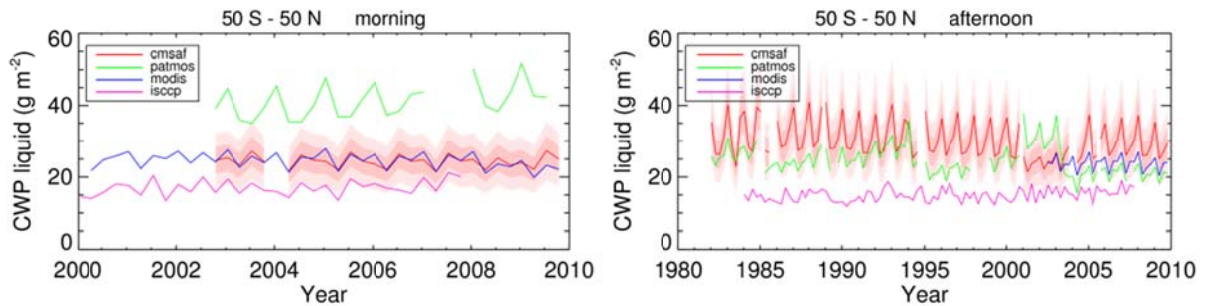 50 S - 50 N morning
60
40
20
0
CWP liquid (g m-2)
cmsaf
patmos
modis
isccp
2000 2002 2004 2006 2008 2010
Year
50 S - 50 N afternoon
60
40
20
0
CWP liquid (g m-2)
cmsaf
patmos
modis
isccp
1980 1985 1990 1995 2000 2005 2010
Year